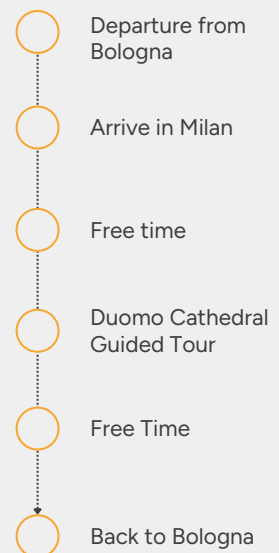 Departure from
Bologna
Arrive in Milan
Free time
Duomo Cathedral
Guided Tour
Free Time
Back to Bologna